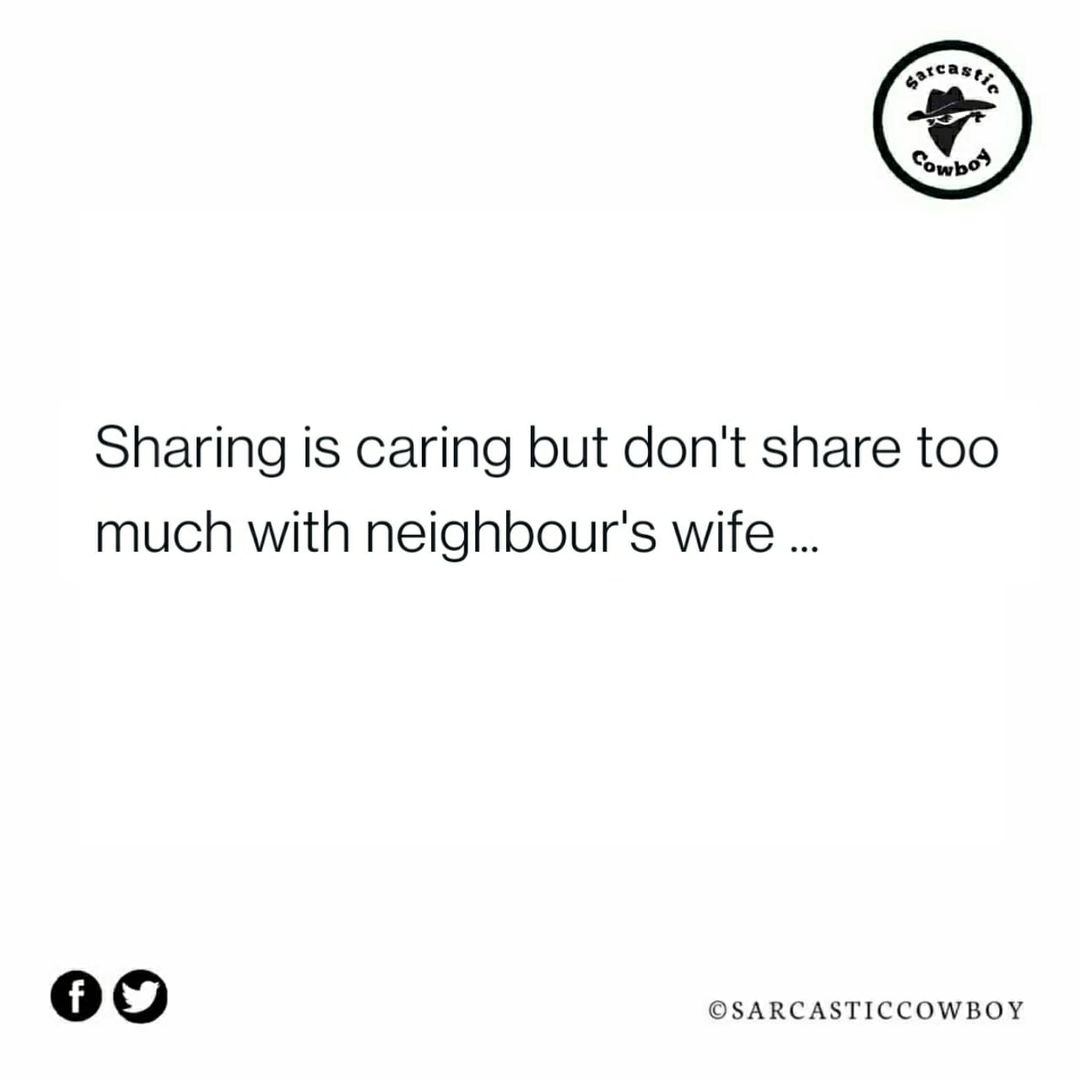 Sarcastic
Cowboy
Sharing is caring but don't share too
much with neighbour's wife ...
f
©SARCASTICCOWBOY